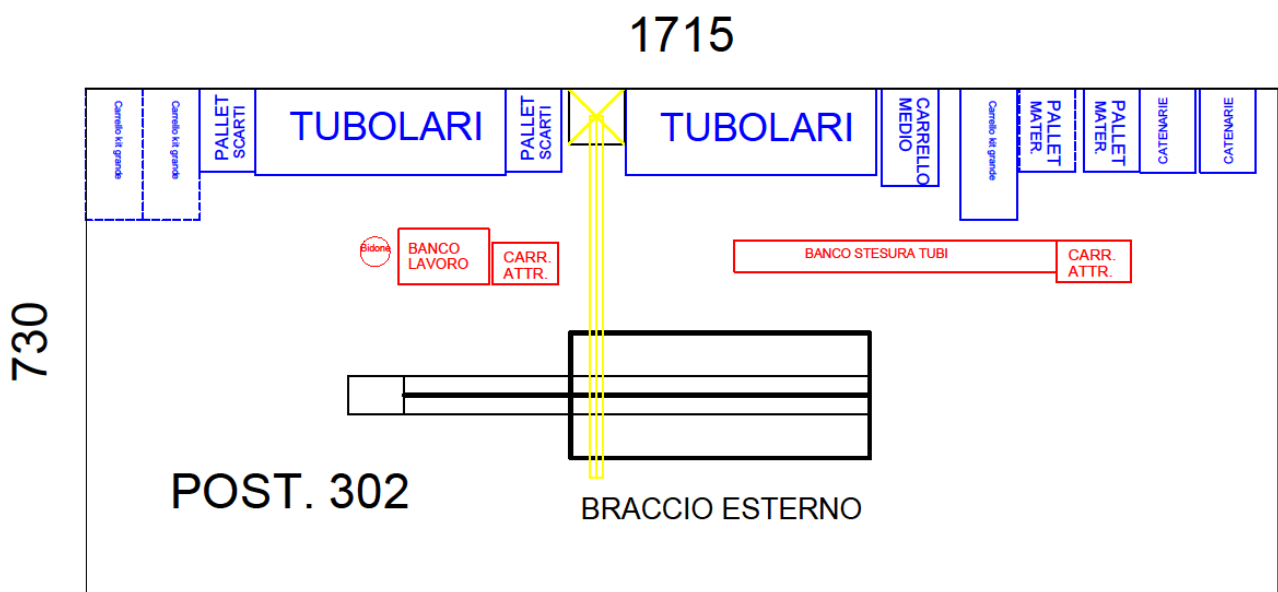 1715
Carrello kit grande
Carrello kit grande
PALLET
SCARTI
TUBOLARI
PALLET
SCARTI
TUBOLARI
CARRELLO
MEDIO
Carrello kit grande
PALLET
MATER.
PALLET
MATER.
CATENARIE
CATENARIE
Bidone
BANCO
LAVORO
CARR.
ATTR.
BANCO STESURA TUBI
CARR.
ATTR.
730
POST. 302
BRACCIO ESTERNO